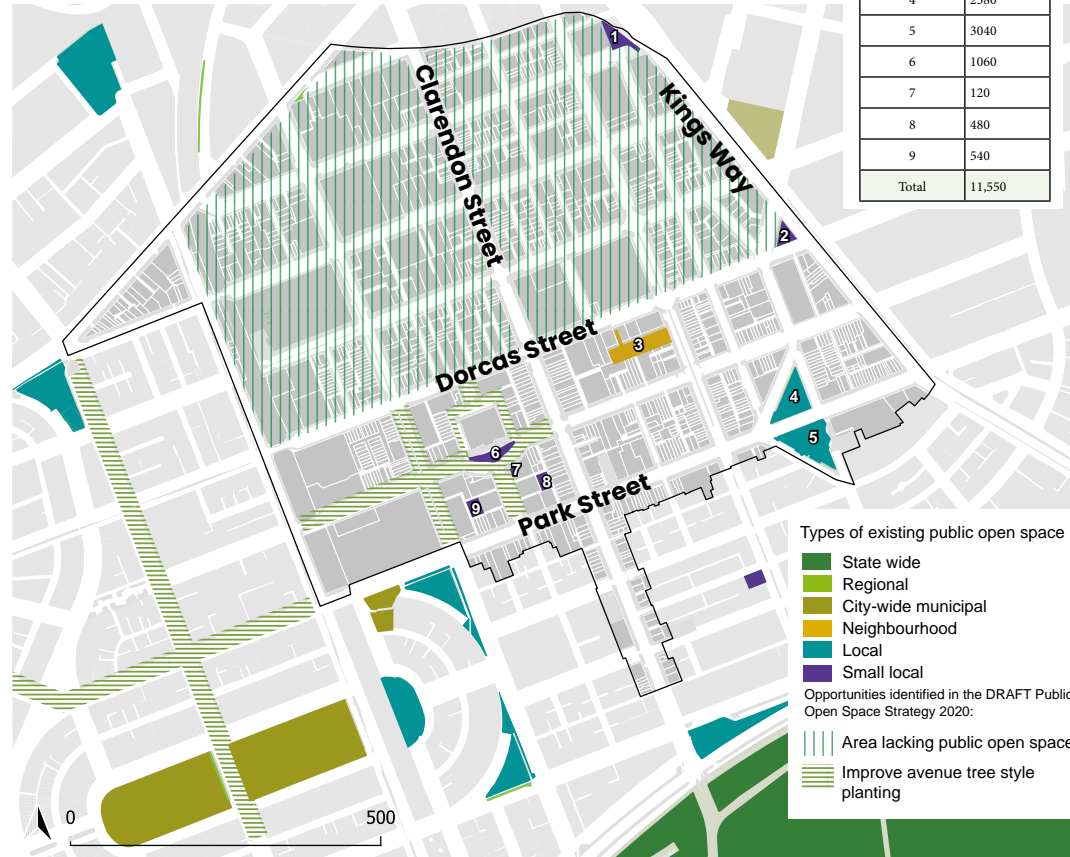 4 2580
5 3040
6 1060
7 120
8 480
9 540
Total 11,550
1
Clarendon Street
Kings Way
2
Dorcas Street
3
4
5
6
7
8
9
Park Street
Types of existing public open space
State wide
Regional
City-wide municipal
Neighbourhood
Local
Small local
Opportunities identified in the DRAFT Public
Open Space Strategy 2020:
Area lacking public open space
Improve avenue tree style
planting
0 500